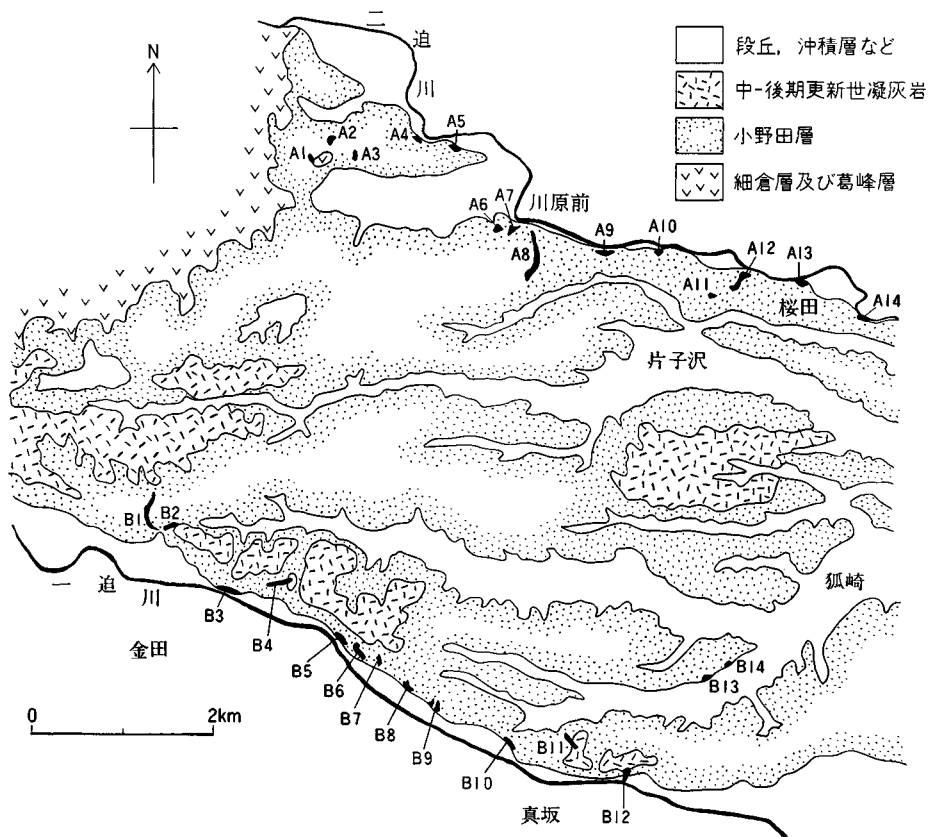 二
迫
川
N
段丘，沖積層など
中-後期更新世凝灰岩
小野田層
細倉層及び葛峰層
A1
A2
A3
A4
A5
川原前
A6
A7
A8
A9
A10
A11
A12
A13
A14
桜田
片子沢
B1
B2
一迫川
B3
B4
金田
狐崎
B5
B6
B7
B8
B9
B14
B13
0 2km
B10
B11
B12
真坂